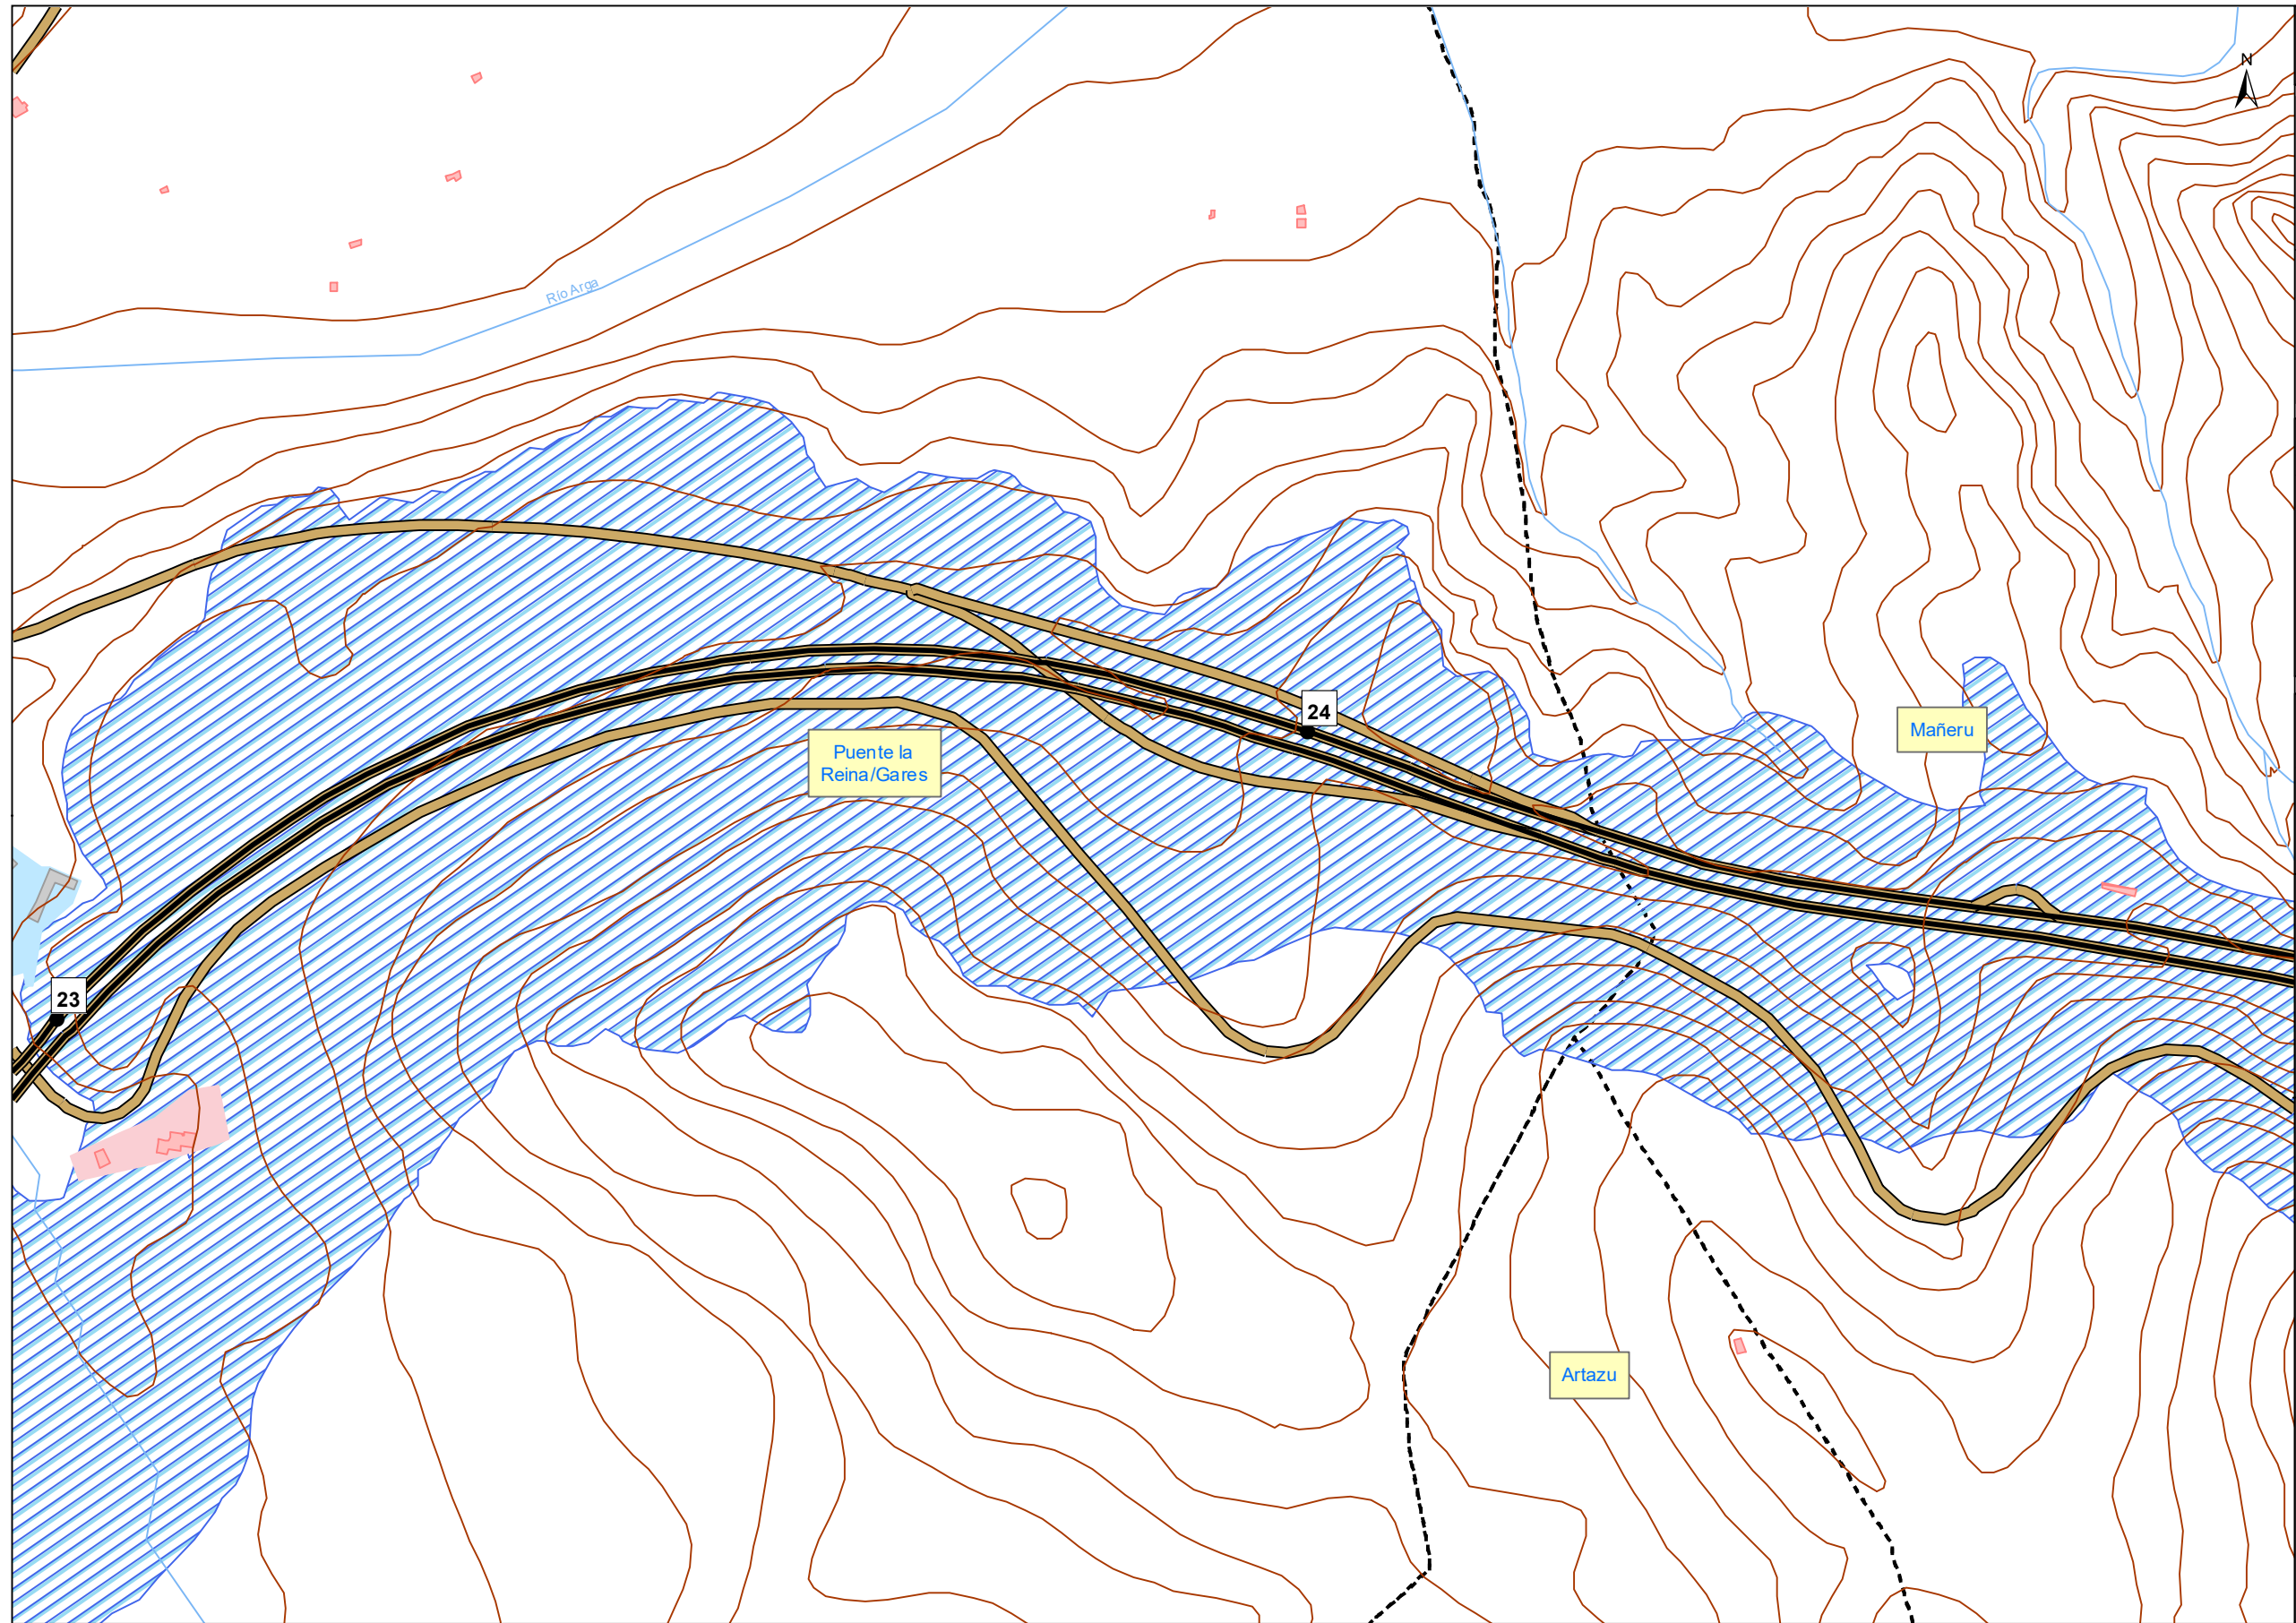 N
Río Arga
24
Mañeru
Puente la
Reina/Gares
23
Artazu